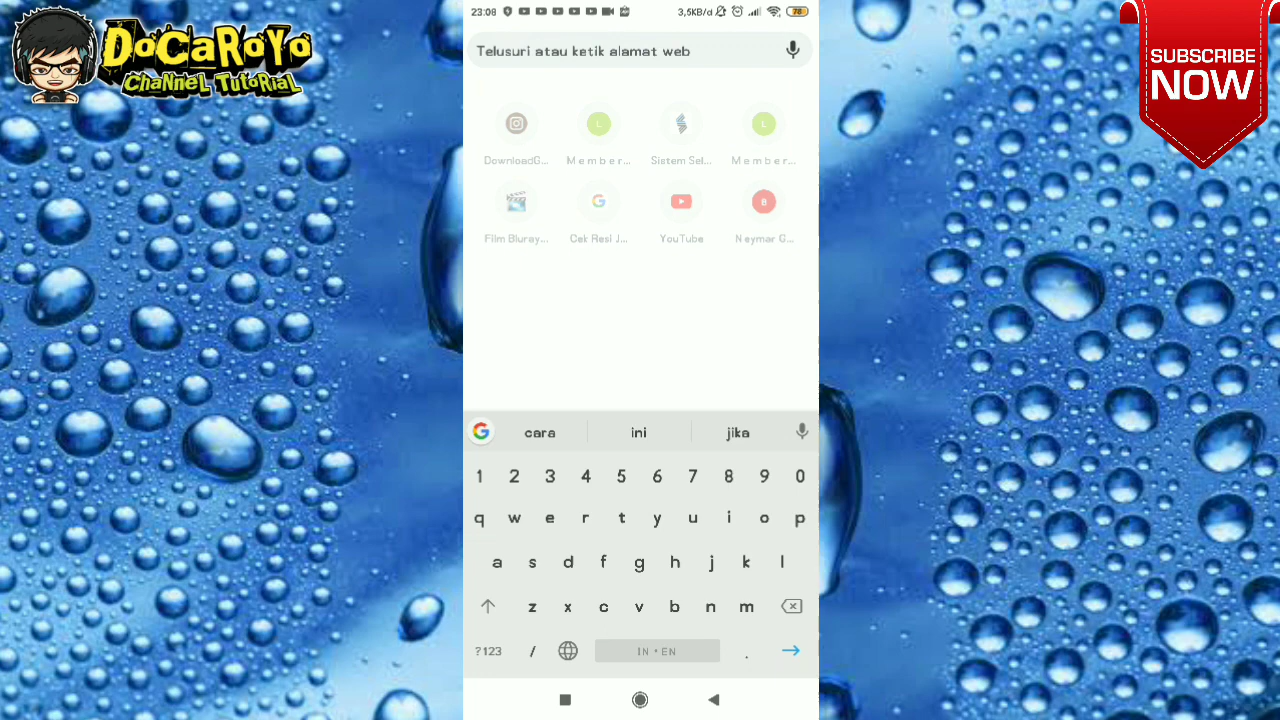 DoCaRoYo
ChaNNeL TuToRiaL
SUBSCRIBE
NOW
23:08
3,5KB/d
78
Telusuri atau ketik alamat web
L
L
DownloadG...
M e m b e r...
Sistem Sel...
M e m b e r...
B
Film Bluray,...
Cek Resi J...
YouTube
N eymar G...
cara
ini
jika
1 2 3 4 5 6 7 8 9 0
q w e r t y u i o p
a s d f g h j k l
z x c v b n m
?123 / IN • EN .